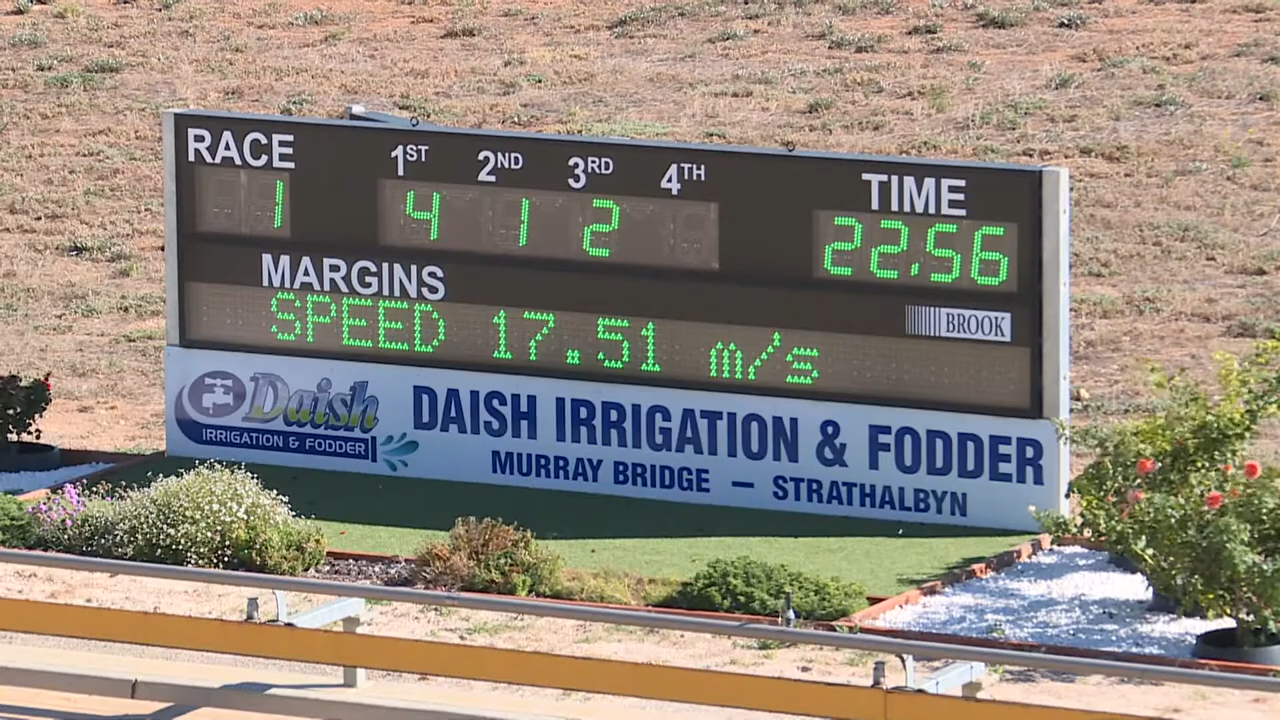 RACE 1ST 2ND 3RD 4TH TIME
1 4 1 2 22.56
MARGINS
SPEED 17.51 m/s
BROOK
Daish
IRRIGATION & FODDER
DAISH IRRIGATION & FODDER
MURRAY BRIDGE – STRATHALBYN